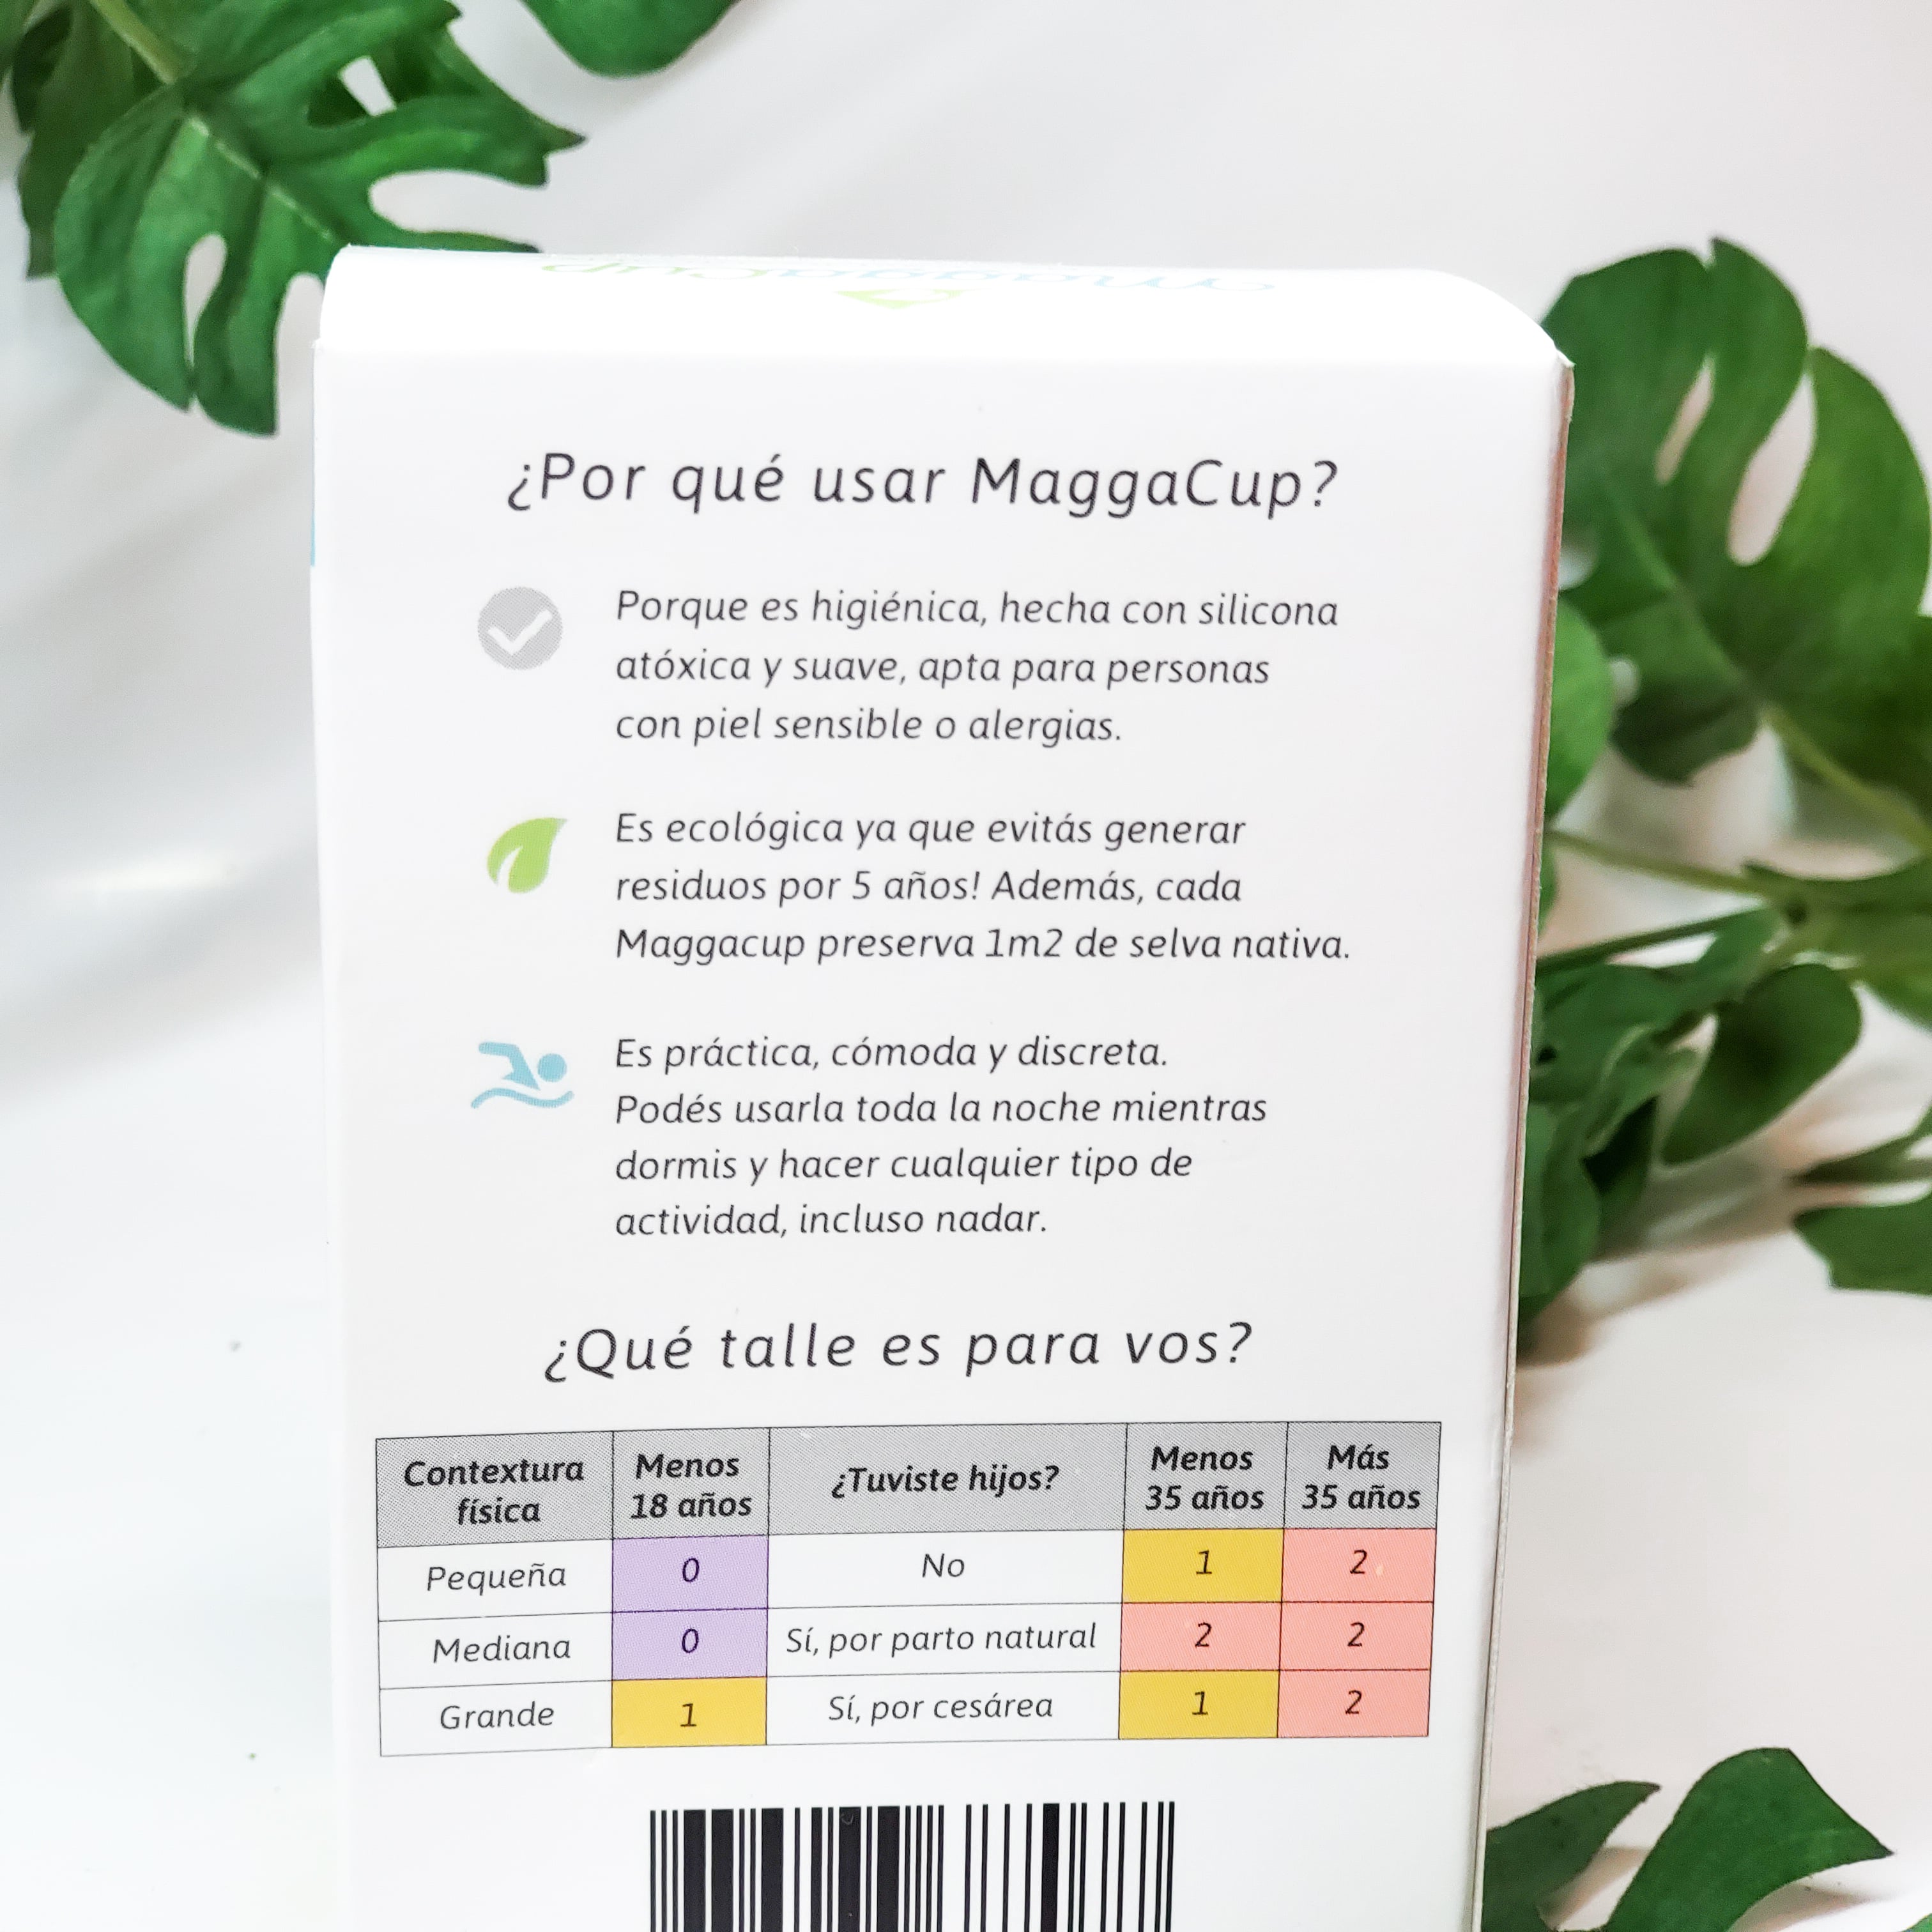 maggacup
¿Por qué usar MaggaCup?
Porque es higiénica, hecha con silicona
atóxica y suave, apta para personas
con piel sensible o alergias.
Es ecológica ya que evitás generar
residuos por 5 años! Además, cada
Maggacup preserva 1m2 de selva nativa.
Es práctica, cómoda y discreta.
Podés usarla toda la noche mientras
dormis y hacer cualquier tipo de
actividad, incluso nadar.
¿Qué talle es para vos?
Contextura física Menos 18 años ¿Tuviste hijos? Menos 35 años Más 35 años
Pequeña 0 No 1 2
Mediana 0 Sí, por parto natural 2 2
Grande 1 Sí, por cesárea 1 2